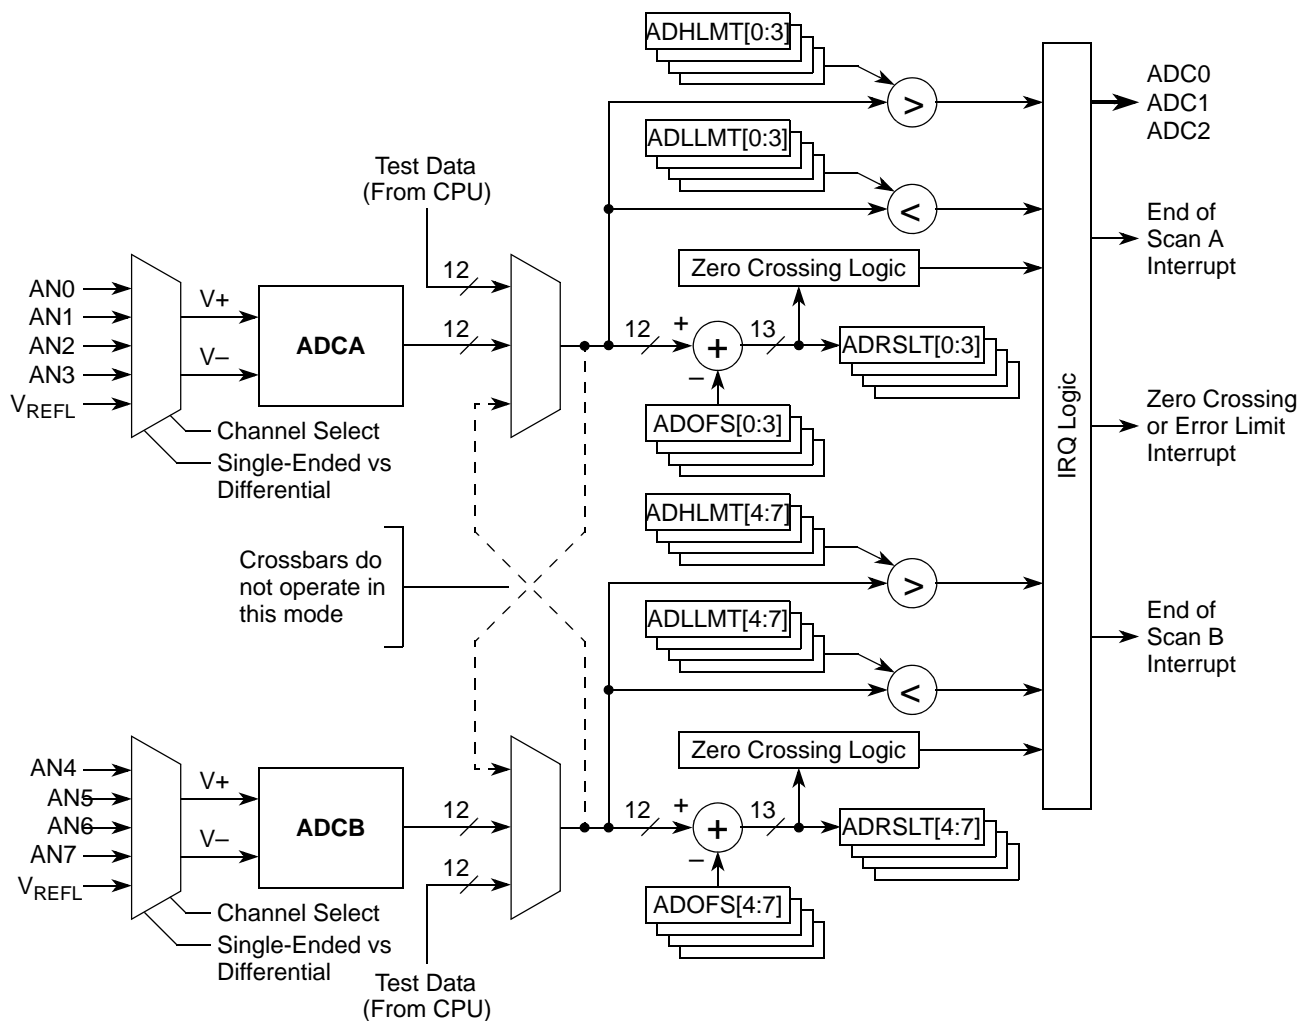 ADHLMT[0:3]
>
ADC0
ADC1
ADC2
ADLLMT[0:3]
<
Test Data
(From CPU)
End of
Scan A
Interrupt
Zero Crossing Logic
12
AN0
AN1
AN2
AN3
VREFL
V+
V–
ADCA
12
12
+
+
–
13
ADRSLT[0:3]
ADOFS[0:3]
Channel Select
Single-Ended vs
Differential
IRQ Logic
Zero Crossing
or Error Limit
Interrupt
ADHLMT[4:7]
>
Crossbars do
not operate in
this mode
ADLLMT[4:7]
<
End of
Scan B
Interrupt
Zero Crossing Logic
AN4
AN5
AN6
AN7
VREFL
V+
V–
ADCB
12
12
12
+
+
–
13
ADRSLT[4:7]
ADOFS[4:7]
Channel Select
Single-Ended vs
Differential
Test Data
(From CPU)